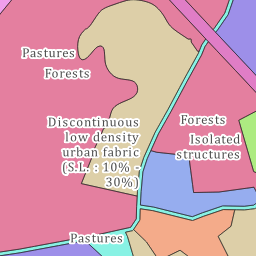 Pastures
Forests
Discontinuous
low density
urban fabric
(S.L. : 10% -
30%)
Forests
Isolated
structures
Pastures